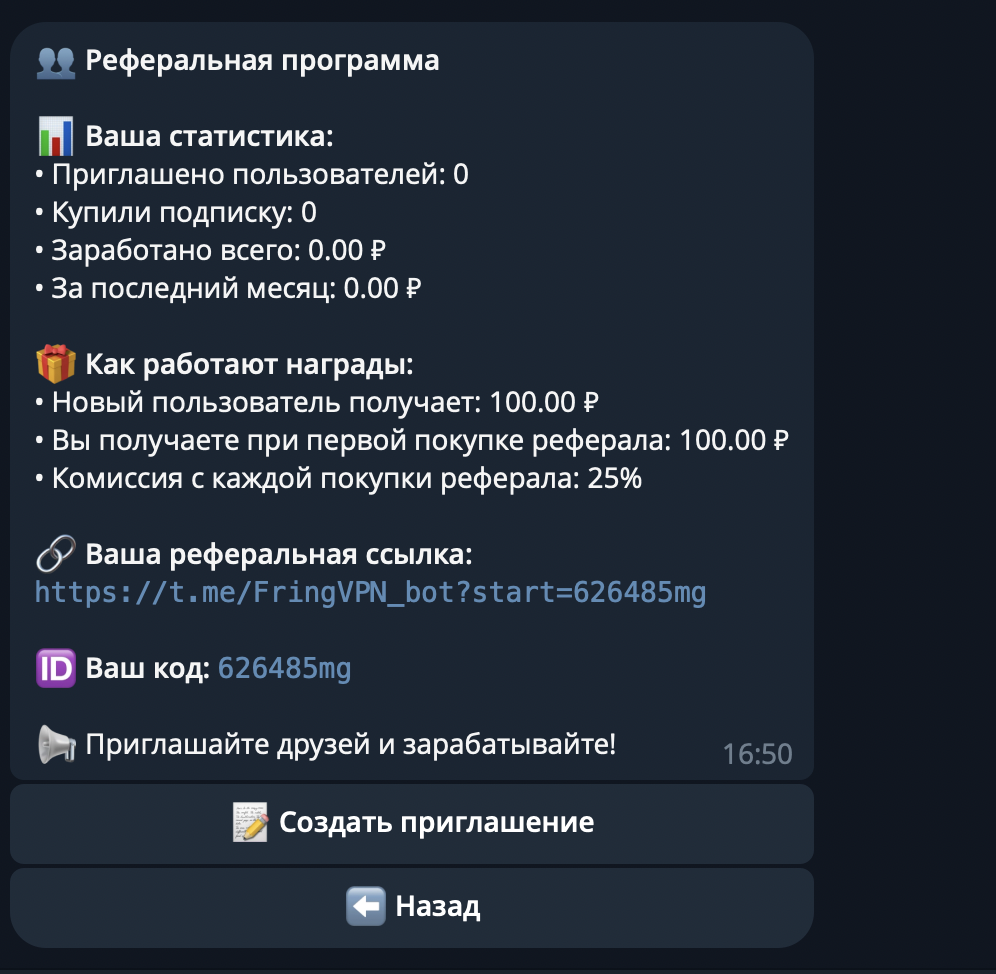 Реферальная программа
Ваша статистика:
• Приглашено пользователей: 0
• Купили подписку: 0
• Заработано всего: 0.00 ₽
• За последний месяц: 0.00 ₽
Как работают награды:
• Новый пользователь получает: 100.00 ₽
• Вы получаете при первой покупке реферала: 100.00 ₽
• Комиссия с каждой покупки реферала: 25%
Ваша реферальная ссылка:
https://t.me/FringVPN_bot?start=626485mg
ID Ваш код: 626485mg
Приглашайте друзей и зарабатывайте!
16:50
Создать приглашение
Назад